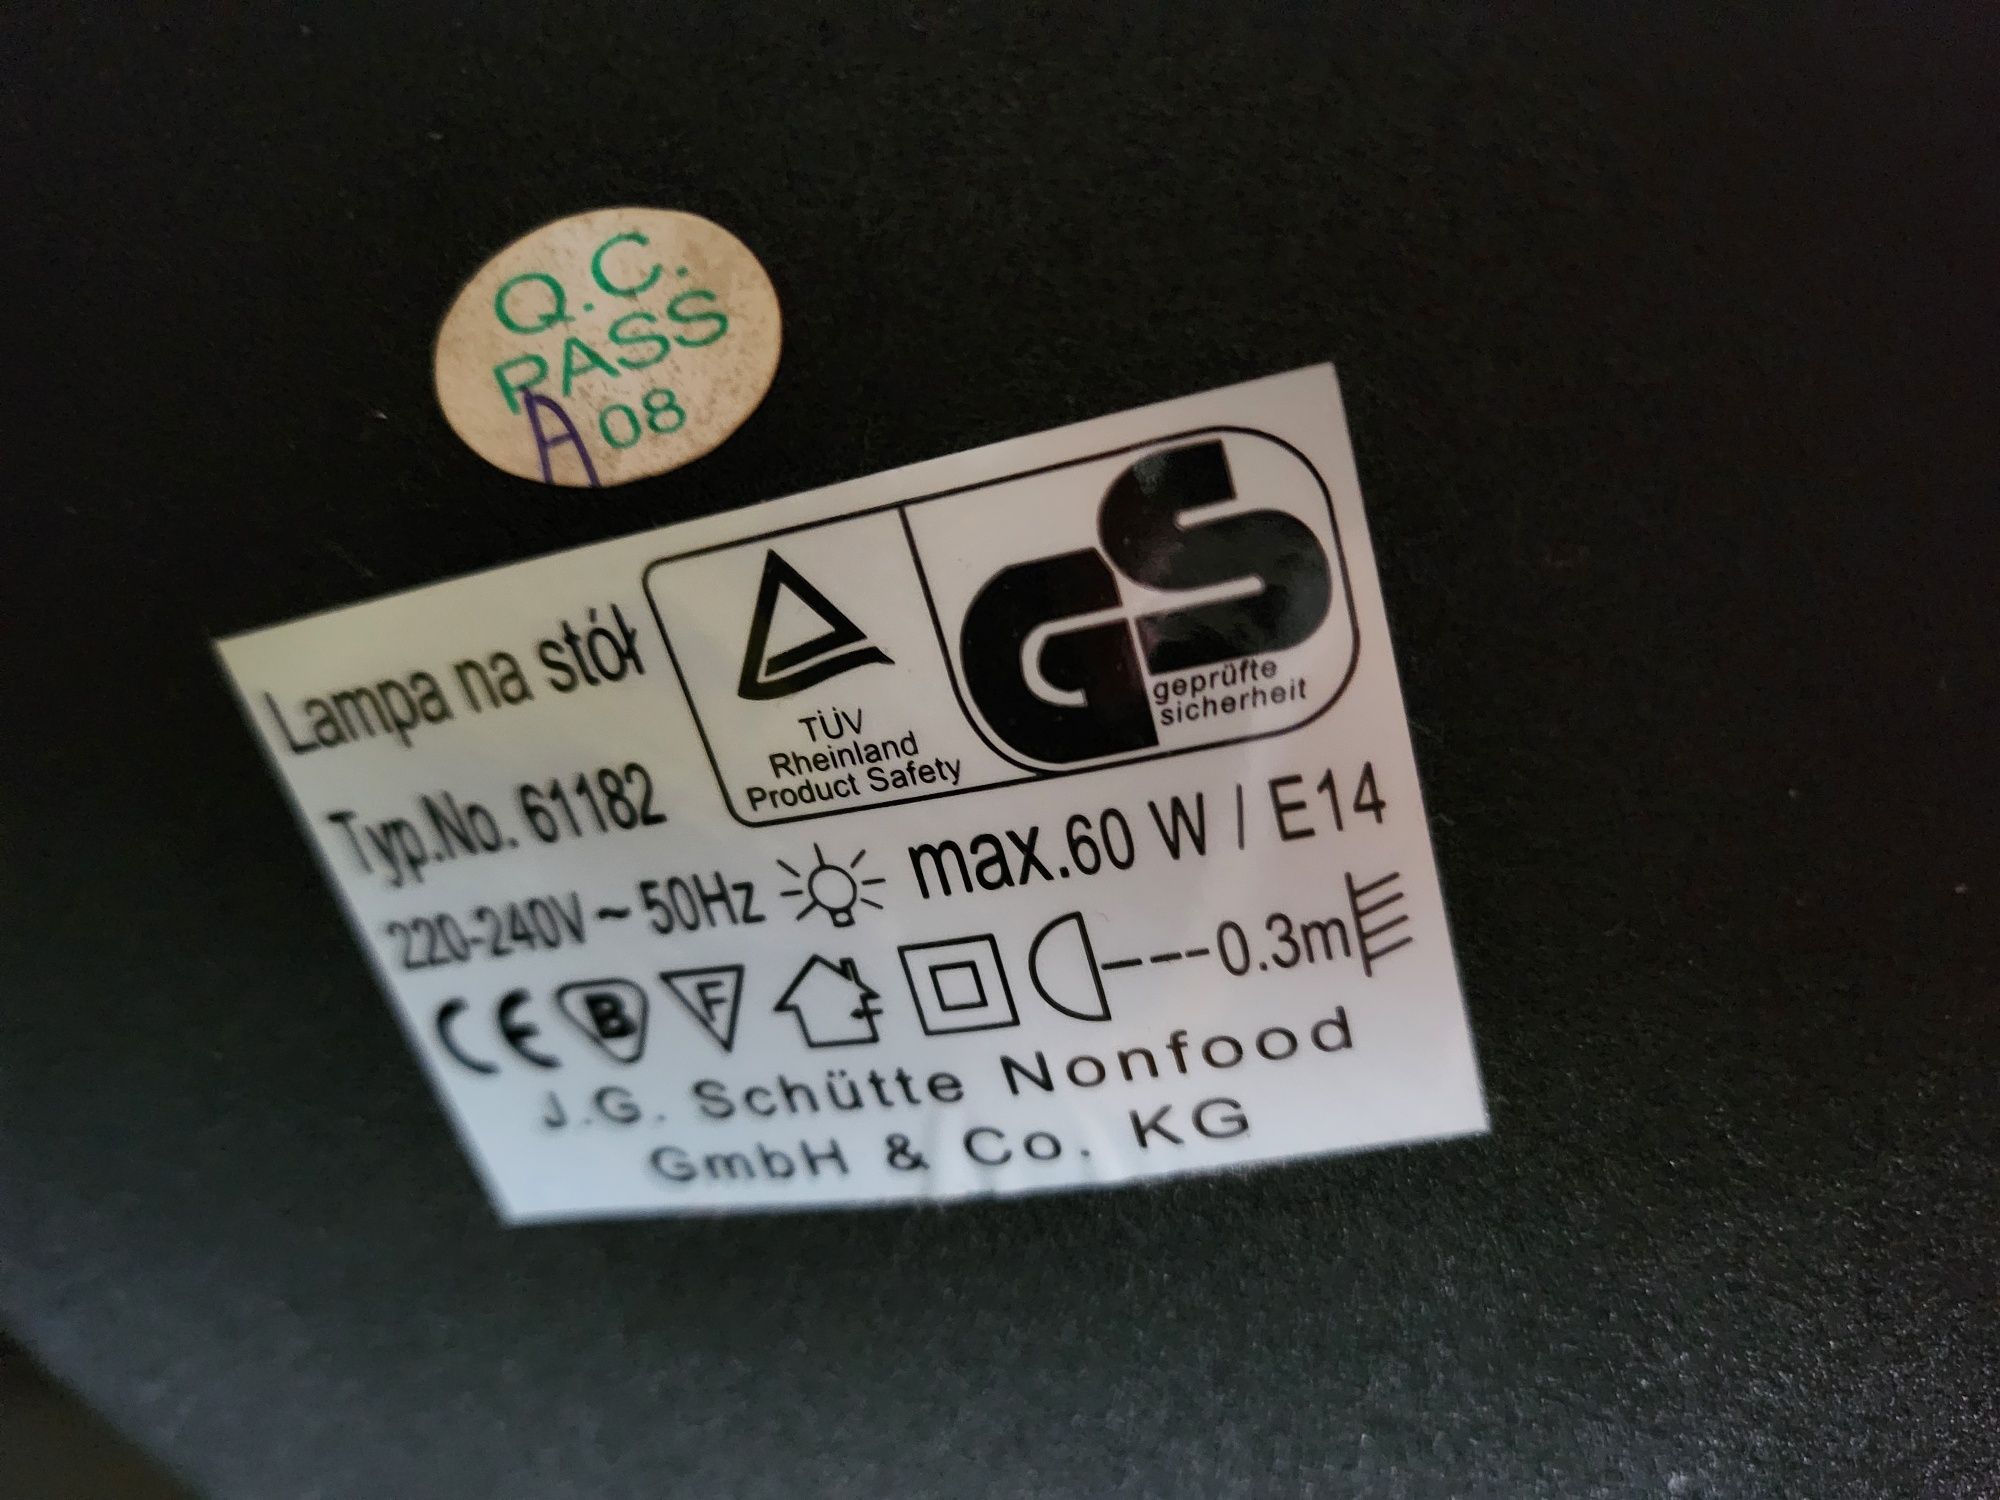 Q.C.
PASS
A 08
Lampa na stół
TÜV
Rheinland
Product Safety
GS
geprüfte
sicherheit
Typ.No. 61182
220-240V ~ 50Hz max.60 W / E14
CE B F 0.3m
J.G. Schütte Nonfood
GmbH & Co. KG